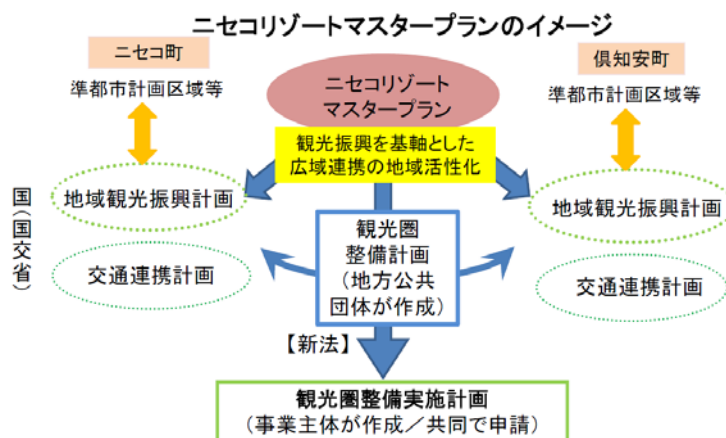 ニセコリゾートマスタープランのイメージ
ニセコ町
準都市計画区域等
ニセコリゾート
マスタープラン
倶知安町
準都市計画区域等
観光振興を基軸とした
広域連携の地域活性化
国(国交省)
地域観光振興計画
交通連携計画
観光圏
整備計画
(地方公共
団体が作成)
地域観光振興計画
交通連携計画
【新法】
観光圏整備実施計画
(事業主体が作成/共同で申請)